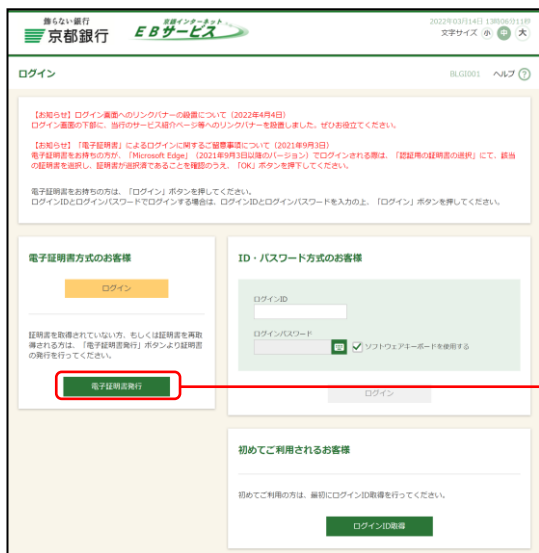 飾らない銀行
京都銀行
京銀インターネット
EBサービス
2022年03月14日 13時08分11秒
文字サイズ 小 中 大
ログイン
BLGI001 ヘルプ ?
【お知らせ】ログイン画面へのリンクバナーの設置について（2022年4月4日）
ログイン画面の下部に、当行のサービス紹介ページ等へのリンクバナーを設置しました。ぜひお役立てください。
【お知らせ】「電子証明書」によるログインに関するご留意事項について（2021年9月3日）
電子証明書をお持ちの方が、「Microsoft Edge」（2021年9月3日以降のバージョン）でログインされる際は、「認証用の証明書の選択」にて、該当
の証明書を選択し、証明書が選択済であることを確認のうえ、「OK」ボタンを押下してください。
電子証明書をお持ちの方は、「ログイン」ボタンを押してください。
ログインIDとログインパスワードでログインする場合は、ログインIDとログインパスワードを入力の上、「ログイン」ボタンを押してください。
電子証明書方式のお客様
ログイン
証明書を取得されていない方、もしくは証明書を再取
得される方は、「電子証明書発行」ボタンより証明書
の発行を行ってください。
電子証明書発行
ID・パスワード方式のお客様
ログインID
ログインパスワード
ソフトウェアキーボードを使用する
ログイン
初めてご利用されるお客様
初めてご利用の方は、最初にログインID取得を行ってください。
ログインID取得